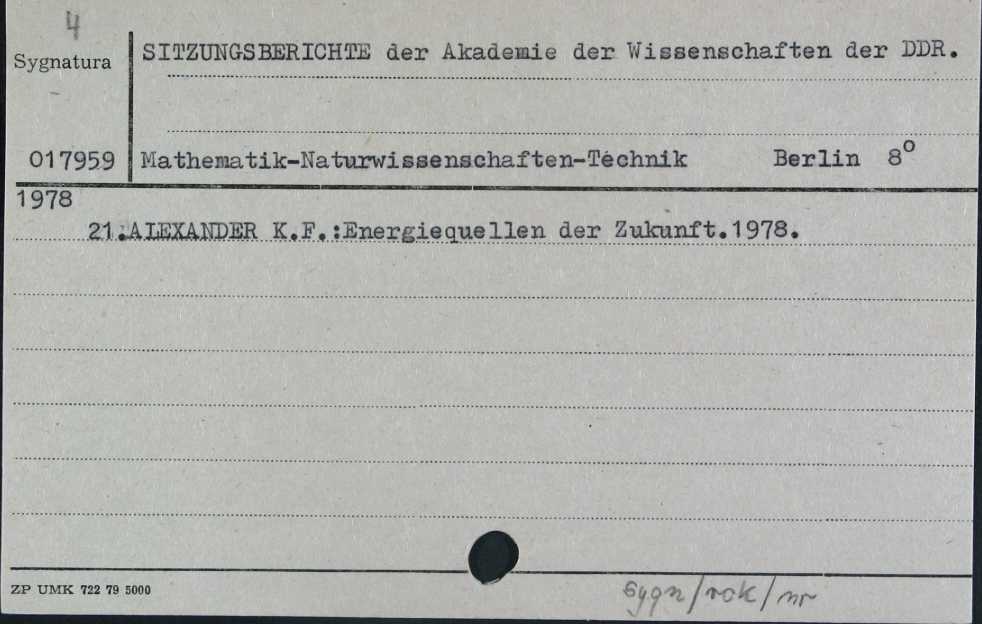 4
Sygnatura
SITZUNGSBERICHTE der Akademie der Wissenschaften der DDR.
017959
Mathematik-Naturwissenschaften-Technik Berlin 8°
1978
21.ALEXANDER K.F.:Energiequellen der Zukunft.1978.
ZP UMK 722 79 5000
sygn/rok/nr